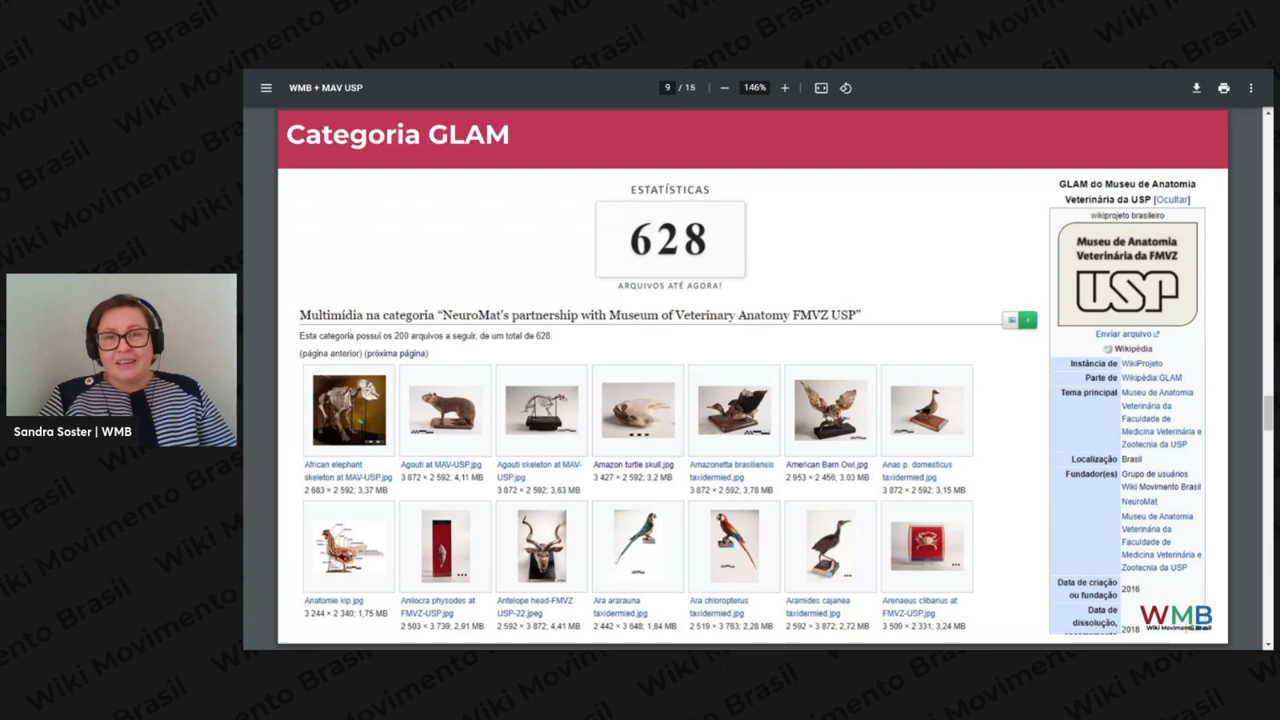 Wiki Movimento Brasil
WMB + MAV USP
9 / 15
146%
Categoria GLAM
ESTATÍSTICAS
628
ARQUIVOS ATÉ AGORA!
Multimídia na categoria “NeuroMat's partnership with Museum of Veterinary Anatomy FMVZ USP”
Esta categoria possui os 200 arquivos a seguir, de um total de 628.
(página anterior) (próxima página)
African elephant
skeleton at MAV-USP.jpg
2 683 × 2 592; 3,37 MB
Agouti at MAV-USP.jpg
3 872 × 2 592; 4,11 MB
Agouti skeleton at MAV-
USP.jpg
3 872 × 2 592; 3,63 MB
Amazon turtle skull.jpg
3 427 × 2 592; 3,2 MB
Amazonetta brasiliensis
taxidermied.jpg
3 872 × 2 592; 3,78 MB
American Barn Owl.jpg
2 953 × 2 456; 3,03 MB
Anas p. domesticus
taxidermied.jpg
3 872 × 2 592; 3,15 MB
Anatomie kip.jpg
3 244 × 2 340; 1,75 MB
Anilocra physodes at
FMVZ-USP.jpg
2 503 × 3 739; 2,91 MB
Antelope head-FMVZ
USP-22.jpeg
2 592 × 3 872; 4,41 MB
Ara ararauna
taxidermied.jpg
2 442 × 3 648; 1,84 MB
Ara chloropterus
taxidermied.jpg
2 519 × 3 763; 2,28 MB
Aramides cajanea
taxidermied.jpg
2 592 × 3 872; 2,72 MB
Arenaeus cribarius at
FMVZ-USP.jpg
3 509 × 2 331; 3,24 MB
GLAM do Museu de Anatomia
Veterinária da USP [Ocultar]
wikiprojeto brasileiro
Museu de Anatomia
Veterinária da FMVZ
USP
Enviar arquivo
Wikipédia
Instância de WikiProjeto
Parte de Wikipédia:GLAM
Tema principal Museu de Anatomia
Veterinária da
Faculdade de
Medicina Veterinária e
Zootecnia da USP
Localização Brasil
Fundador(es) Grupo de usuários
Wiki Movimento Brasil
NeuroMat
Museu de Anatomia
Veterinária da
Faculdade de
Medicina Veterinária e
Zootecnia da USP
Data de criação
ou fundação 2016
Data de
dissolução, 2018
WMB
Wiki Movimento Brasil
Sandra Soster | WMB